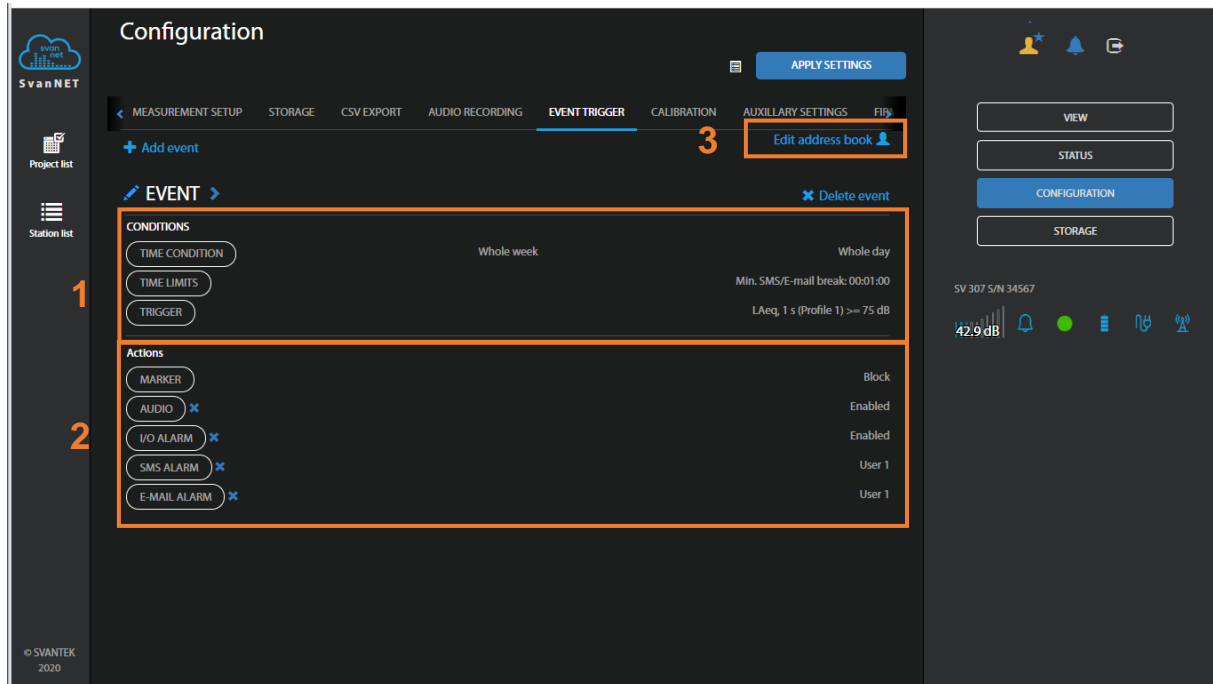 Configuration
svan
net
SvanNET
APPLY SETTINGS
MEASUREMENT SETUP STORAGE CSV EXPORT AUDIO RECORDING EVENT TRIGGER CALIBRATION AUXILLARY SETTINGS
3
Edit address book
+ Add event
Project list
EVENT
Delete event
Station list
1
CONDITIONS
TIME CONDITION Whole week Whole day
TIME LIMITS Min. SMS/E-mail break: 00:01:00
TRIGGER LAeq, 1 s (Profile 1) >= 75 dB
2
Actions
MARKER Block
AUDIO Enabled
I/O ALARM Enabled
SMS ALARM User 1
E-MAIL ALARM User 1
VIEW
STATUS
CONFIGURATION
STORAGE
SV 307 S/N 34567
42.9 dB
© SVANTEK
2020